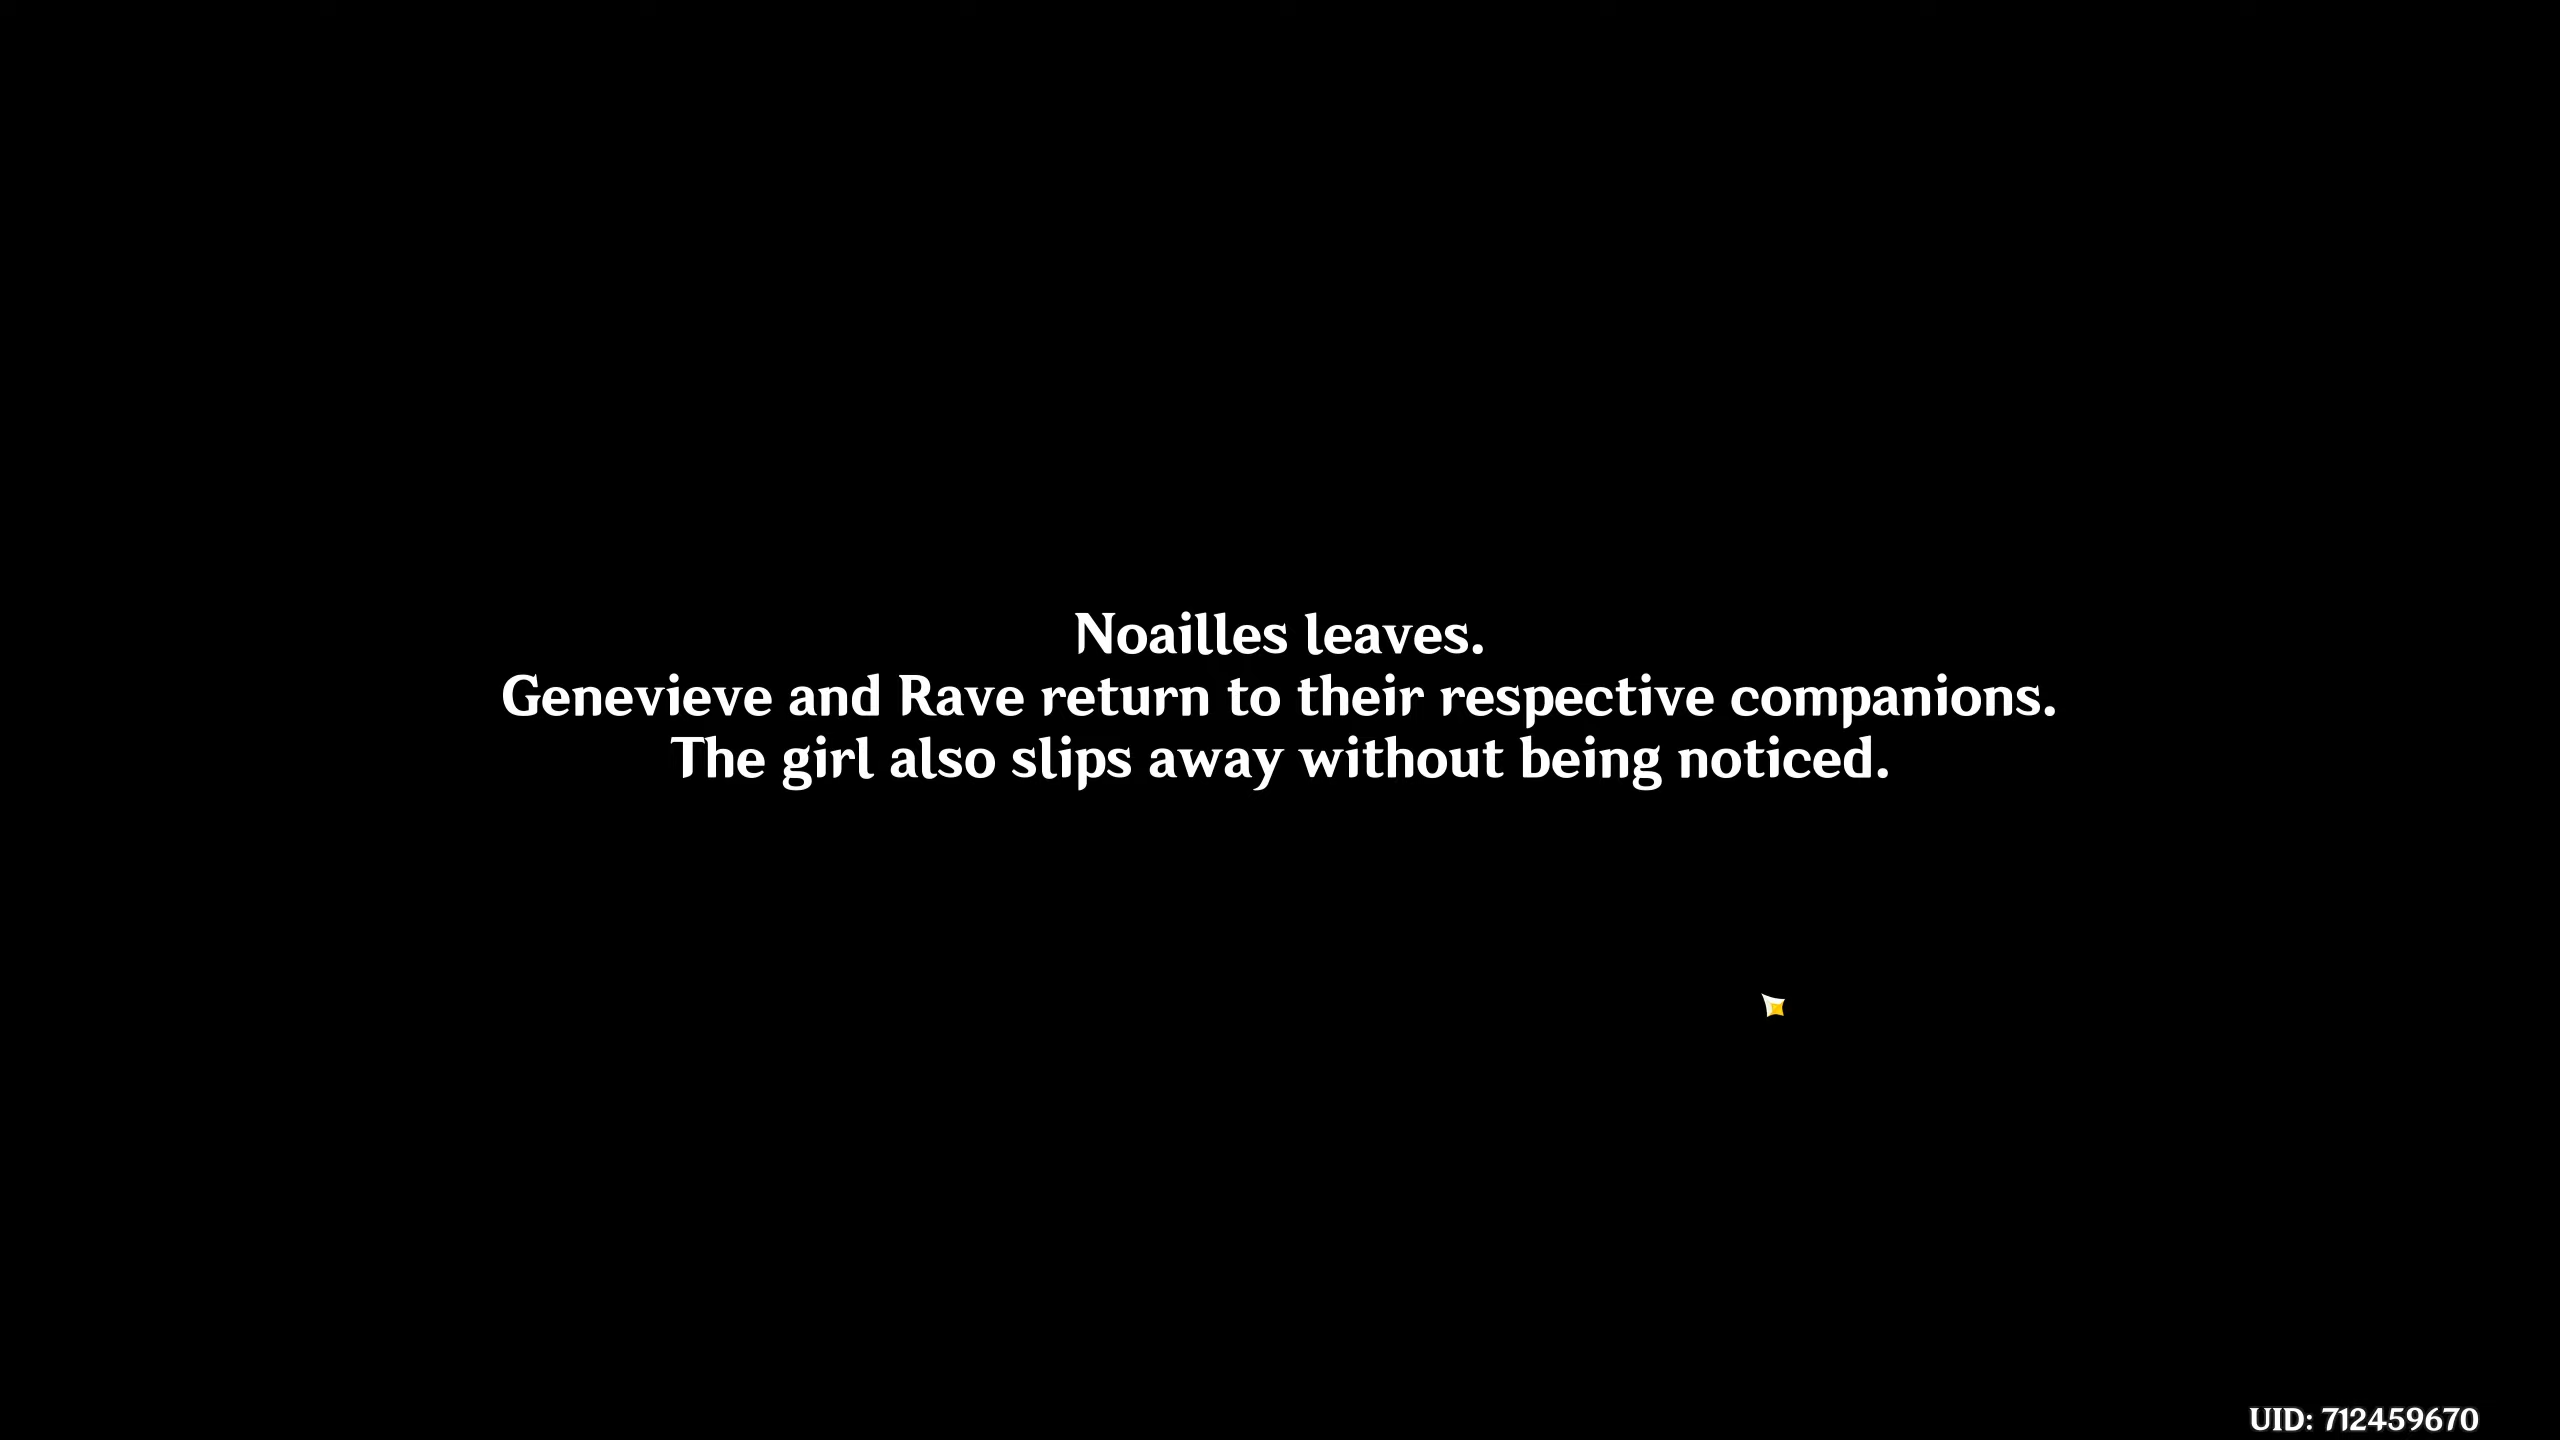 Noailles leaves.
Genevieve and Rave return to their respective companions.
The girl also slips away without being noticed.
UID: 712459670